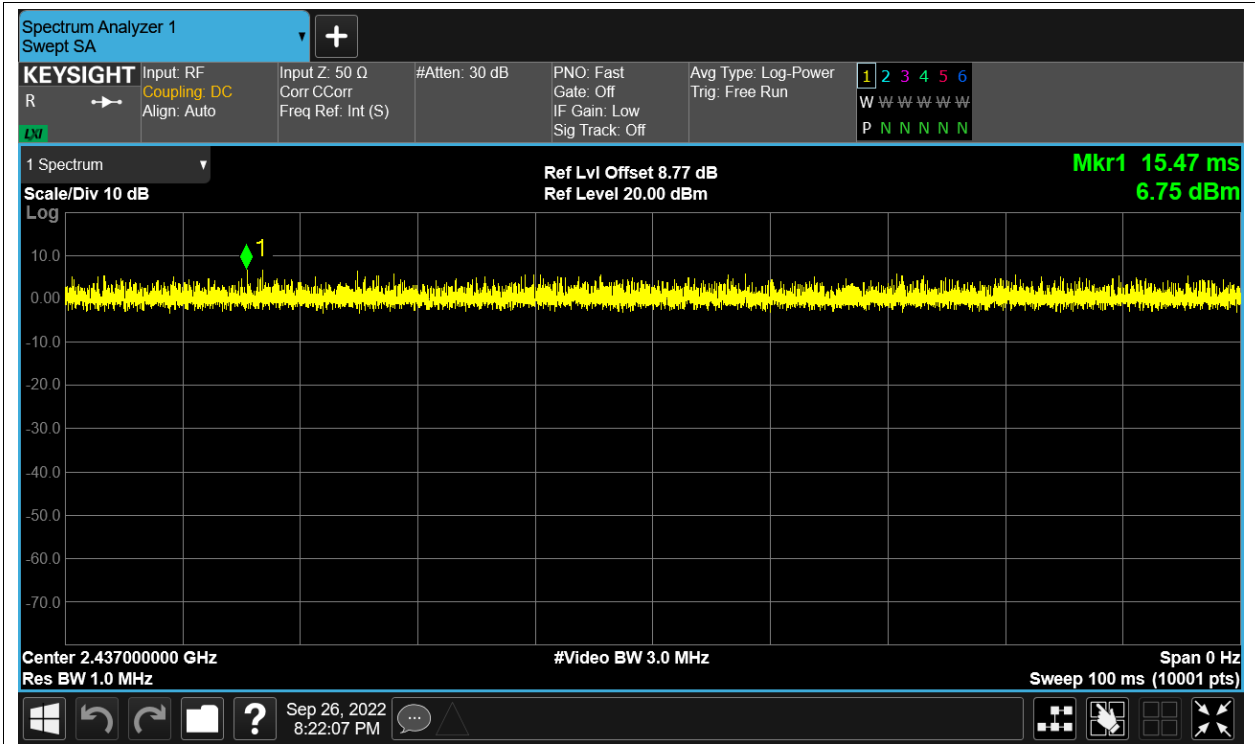 Spectrum Analyzer 1
Swept SA
KEYSIGHT
R
LXI
Input: RF
Coupling: DC
Align: Auto
Input Z: 50 Ω
Corr CCorr
Freq Ref: Int (S)
#Atten: 30 dB
PNO: Fast
Gate: Off
IF Gain: Low
Sig Track: Off
Avg Type: Log-Power
Trig: Free Run
1 2 3 4 5 6
W W W W W W
P N N N N N
1 Spectrum
Scale/Div 10 dB
Ref Lvl Offset 8.77 dB
Ref Level 20.00 dBm
Mkr1 15.47 ms
6.75 dBm
Log
1
10.0
0.00
-10.0
-20.0
-30.0
-40.0
-50.0
-60.0
-70.0
Center 2.437000000 GHz
Res BW 1.0 MHz
#Video BW 3.0 MHz
Span 0 Hz
Sweep 100 ms (10001 pts)
?
Sep 26, 2022
8:22:07 PM